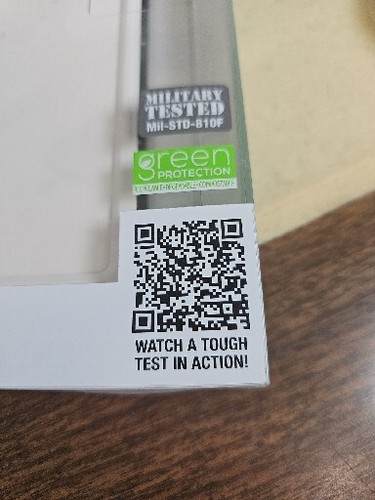 MILITARY
TESTED
Mil-STD-810F
green
PROTECTION
WATCH A TOUGH
TEST IN ACTION!